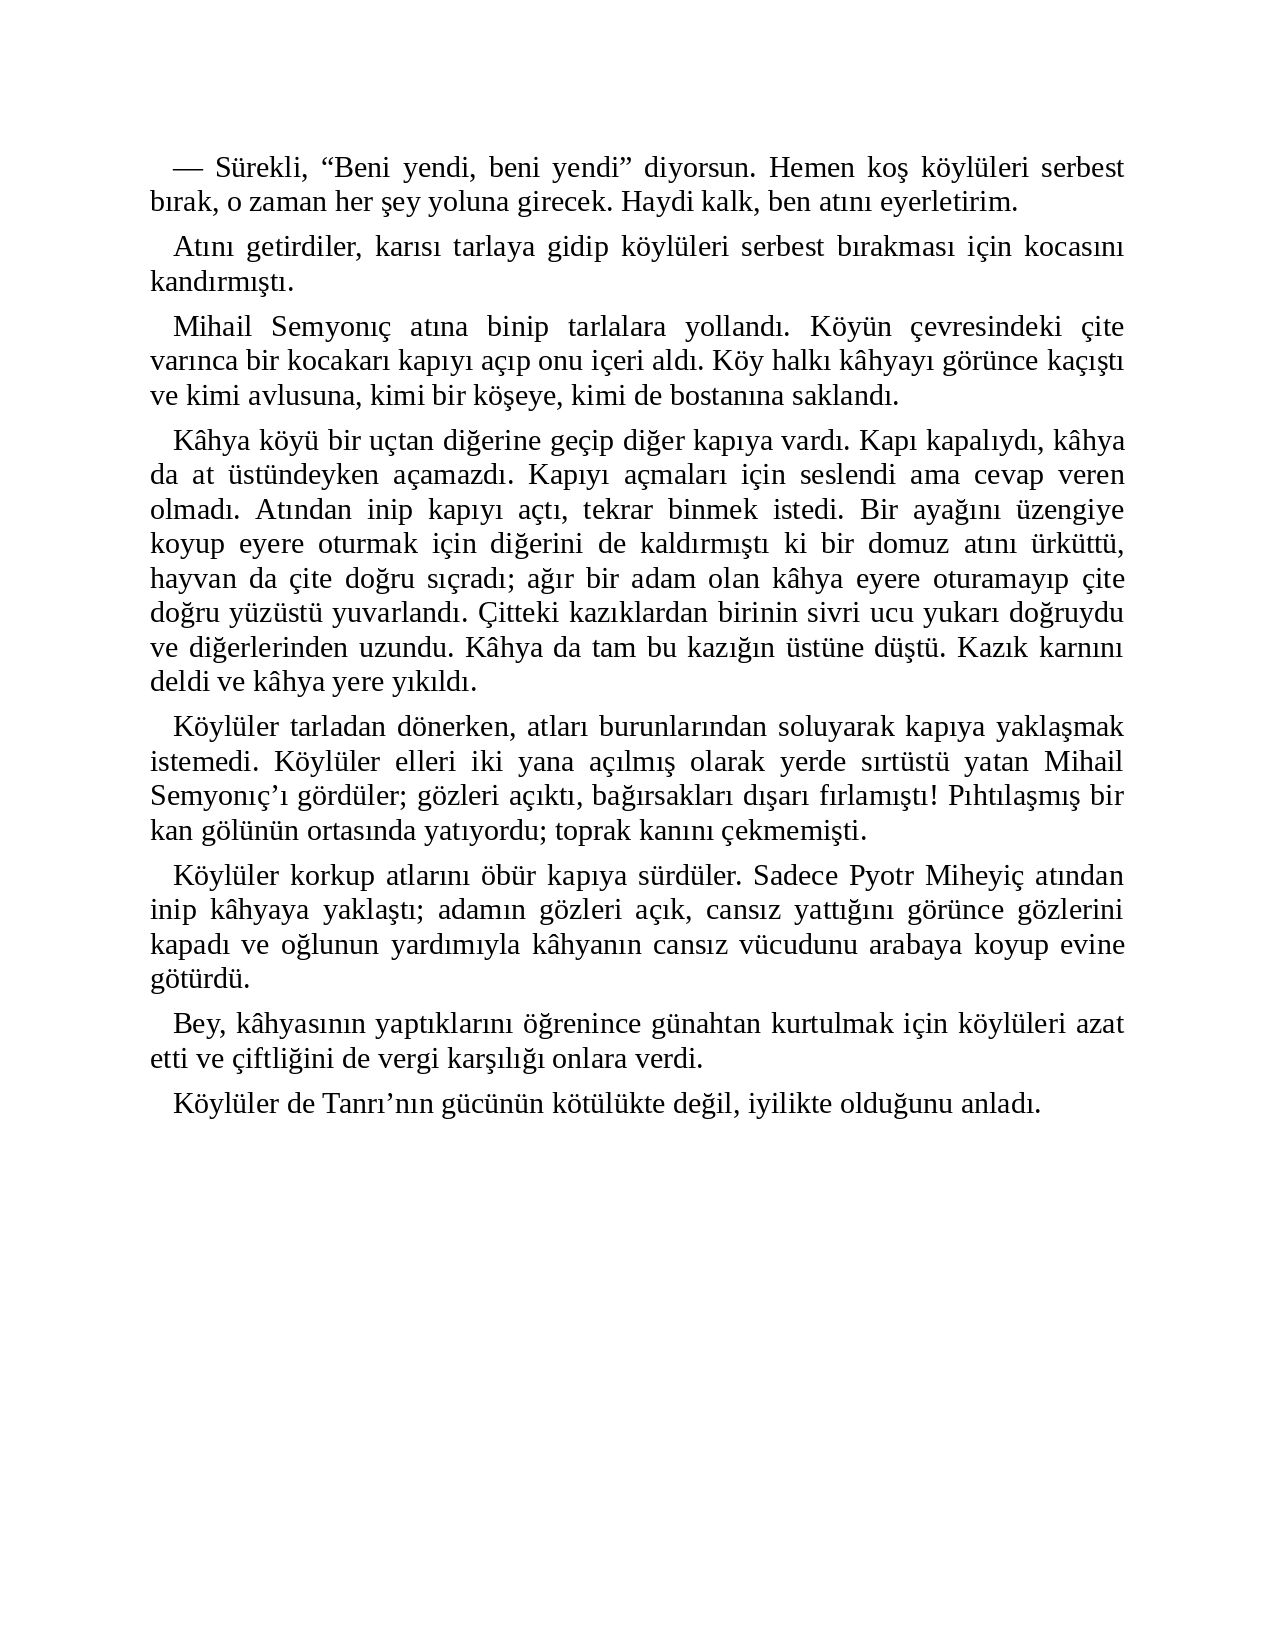 — Sürekli, “Beni yendi, beni yendi” diyorsun. Hemen koş köylüleri serbest
bırak, o zaman her şey yoluna girecek. Haydi kalk, ben atını eyerletirim.
Atını getirdiler, karısı tarlaya gidip köylüleri serbest bırakması için kocasını
kandırmıştı.
Mihail Semyonıç atına binip tarlalara yollandı. Köyün çevresindeki çite
varınca bir kocakarı kapıyı açıp onu içeri aldı. Köy halkı kâhyayı görünce kaçıştı
ve kimi avlusuna, kimi bir köşeye, kimi de bostanına saklandı.
Kâhya köyü bir uçtan diğerine geçip diğer kapıya vardı. Kapı kapalıydı, kâhya
da at üstündeyken açamazdı. Kapıyı açmaları için seslendi ama cevap veren
olmadı. Atından inip kapıyı açtı, tekrar binmek istedi. Bir ayağını üzengiye
koyup eyere oturmak için diğerini de kaldırmıştı ki bir domuz atını ürküttü,
hayvan da çite doğru sıçradı; ağır bir adam olan kâhya eyere oturamayıp çite
doğru yüzüstü yuvarlandı. Çitteki kazıklardan birinin sivri ucu yukarı doğruydu
ve diğerlerinden uzundu. Kâhya da tam bu kazığın üstüne düştü. Kazık karnını
deldi ve kâhya yere yıkıldı.
Köylüler tarladan dönerken, atları burunlarından soluyarak kapıya yaklaşmak
istemedi. Köylüler elleri iki yana açılmış olarak yerde sırtüstü yatan Mihail
Semyonıç’ı gördüler; gözleri açıktı, bağırsakları dışarı fırlamıştı! Pıhtılaşmış bir
kan gölünün ortasında yatıyordu; toprak kanını çekmemişti.
Köylüler korkup atlarını öbür kapıya sürdüler. Sadece Pyotr Miheyiç atından
inip kâhyaya yaklaştı; adamın gözleri açık, cansız yattığını görünce gözlerini
kapadı ve oğlunun yardımıyla kâhyanın cansız vücudunu arabaya koyup evine
götürdü.
Bey, kâhyasının yaptıklarını öğrenince günahtan kurtulmak için köylüleri azat
etti ve çiftliğini de vergi karşılığı onlara verdi.
Köylüler de Tanrı’nın gücünün kötülükte değil, iyilikte olduğunu anladı.